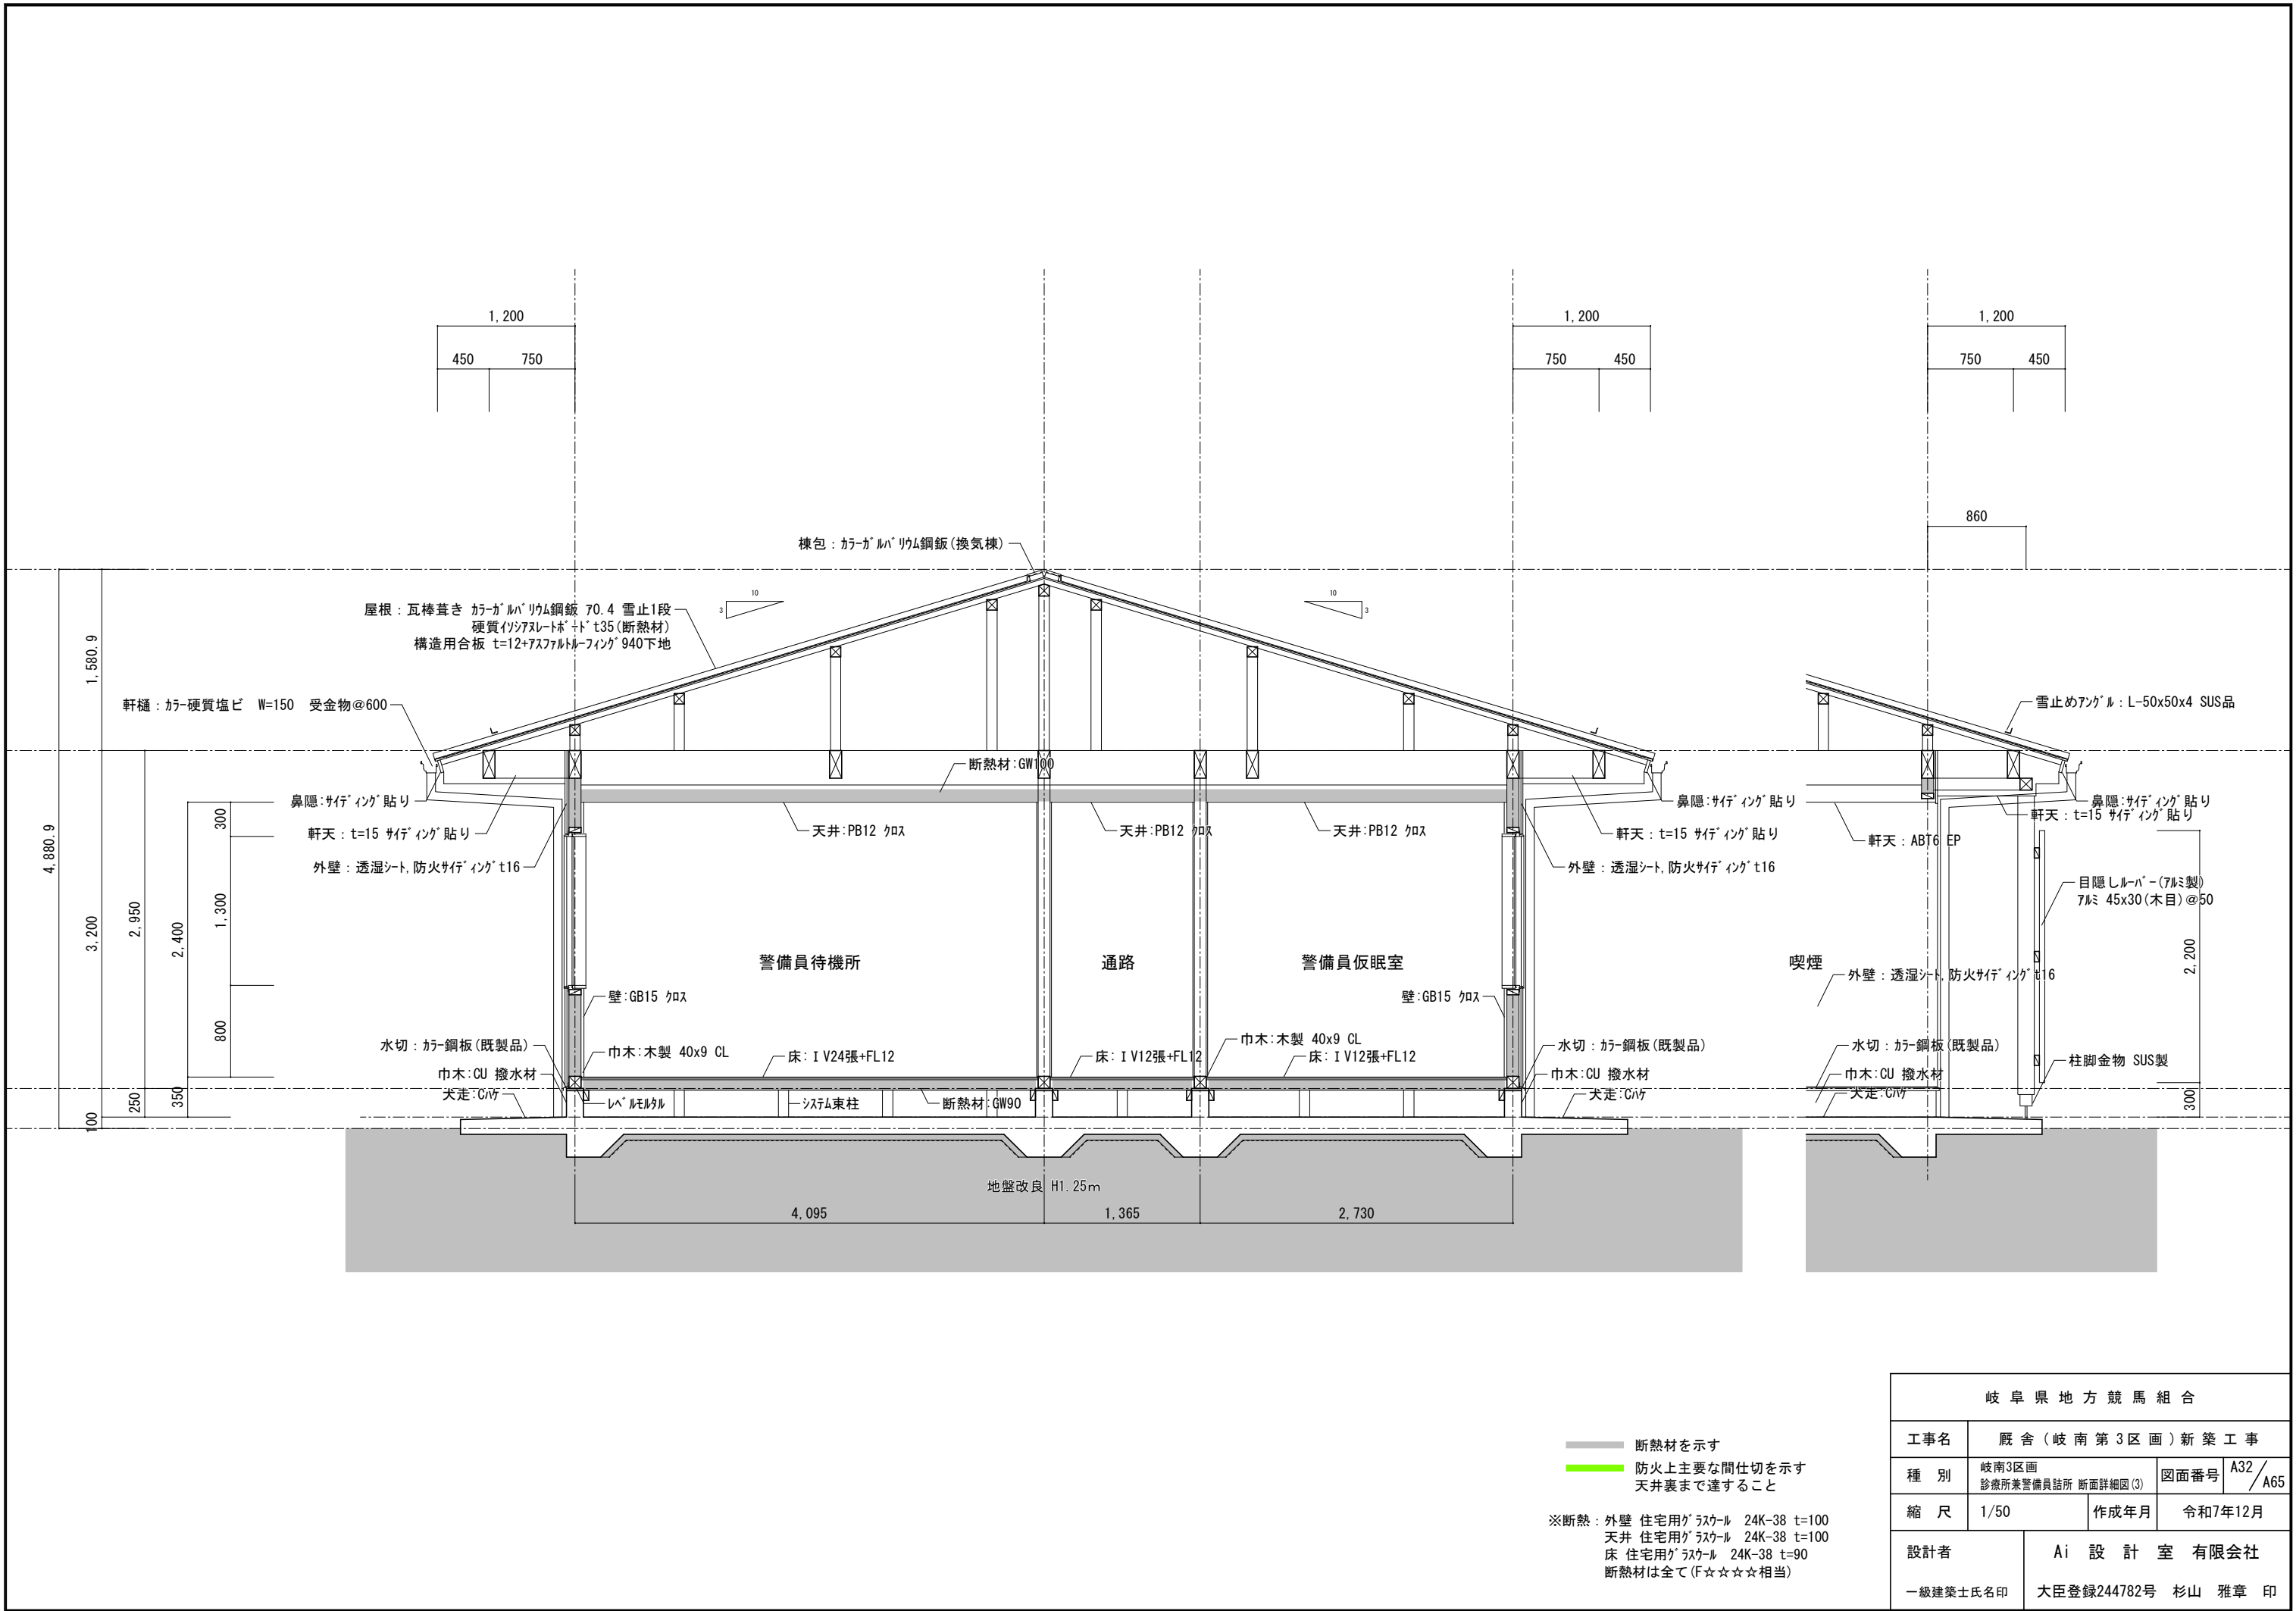 1,200
450
750
1,200
750
450
1,200
750
450
860
棟包：ｶﾗｰｶﾞﾙﾊﾞﾘｳﾑ鋼鈑(換気棟)
10
3
10
3
屋根：瓦棒葺き ｶﾗｰｶﾞﾙﾊﾞﾘｳﾑ鋼鈑 ｱ0.4 雪止1段
硬質ｲｿｼｱﾇﾚｰﾄﾎﾞｰﾄﾞt35(断熱材)
構造用合板 t=12+ｱｽﾌｧﾙﾄﾙｰﾌｨﾝｸﾞ940下地
軒樋：ｶﾗｰ硬質塩ビ　W=150　受金物@600
雪止めｱﾝｸﾞﾙ：L-50x50x4 SUS品
断熱材:GW100
鼻隠:ｻｲﾃﾞｨﾝｸﾞ貼り
軒天：t=15 ｻｲﾃﾞｨﾝｸﾞ貼り
外壁：透湿ｼｰﾄ,防火ｻｲﾃﾞｨﾝｸﾞt16
天井:PB12 ｸﾛｽ
天井:PB12 ｸﾛｽ
天井:PB12 ｸﾛｽ
鼻隠:ｻｲﾃﾞｨﾝｸﾞ貼り
軒天：t=15 ｻｲﾃﾞｨﾝｸﾞ貼り
外壁：透湿ｼｰﾄ,防火ｻｲﾃﾞｨﾝｸﾞt16
鼻隠:ｻｲﾃﾞｨﾝｸﾞ貼り
軒天：t=15 ｻｲﾃﾞｨﾝｸﾞ貼り
軒天：ABT6 EP
目隠しﾙｰﾊﾞｰ(ｱﾙﾐ製)
ｱﾙﾐ 45x30(木目)@50
4,880.9
1,580.9
3,200
100
2,950
250
2,400
350
300
1,300
800
2,200
300
警備員待機所
通路
警備員仮眠室
喫煙
外壁：透湿ｼｰﾄ,防火ｻｲﾃﾞｨﾝｸﾞt16
壁:GB15 ｸﾛｽ
壁:GB15 ｸﾛｽ
水切：ｶﾗｰ鋼板(既製品)
巾木:CU 撥水材
犬走:Cﾊｹ
巾木:木製 40x9 CL
床：ＩV24張+FL12
床：ＩV12張+FL12
巾木:木製 40x9 CL
床：ＩV12張+FL12
水切：ｶﾗｰ鋼板(既製品)
巾木:CU 撥水材
犬走:Cﾊｹ
水切：ｶﾗｰ鋼板(既製品)
巾木:CU 撥水材
犬走:Cﾊｹ
柱脚金物 SUS製
ﾚﾍﾞﾙﾓﾙﾀﾙ
ｼｽﾃﾑ束柱
断熱材:GW90
地盤改良 H1.25m
4,095
1,365
2,730
断熱材を示す
防火上主要な間仕切を示す
天井裏まで達すること
※断熱：外壁 住宅用ｸﾞﾗｽｳｰﾙ　24K-38 t=100
天井 住宅用ｸﾞﾗｽｳｰﾙ　24K-38 t=100
床 住宅用ｸﾞﾗｽｳｰﾙ　24K-38 t=90
断熱材は全て(F☆☆☆☆相当)
岐阜県地方競馬組合
工事名　厩舎(岐南第3区画)新築工事
種別　岐南3区画
診療所兼警備員詰所 断面詳細図(3)
図面番号　A32/A65
縮尺　1/50　作成年月　令和7年12月
設計者　Ai 設計室 有限会社
一級建築士氏名印　大臣登録244782号　杉山　雅章　印